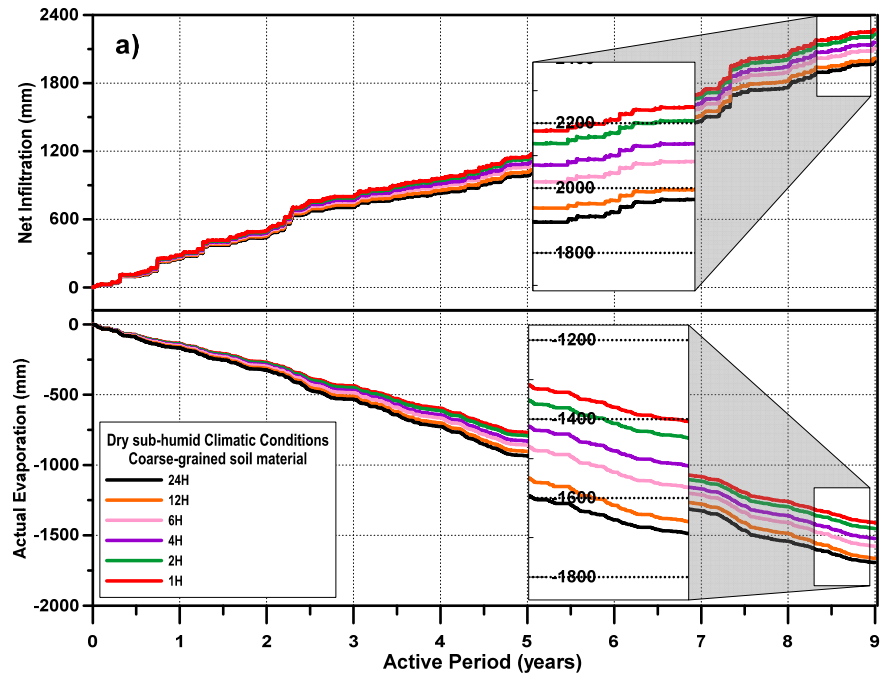 a)
Net Infiltration (mm)
2400
1800
1200
600
0
2200
2000
1800
Actual Evaporation (mm)
0
-500
-1000
-1500
-2000
-1200
-1400
-1600
-1800
Dry sub-humid Climatic Conditions
Coarse-grained soil material
24H
12H
6H
4H
2H
1H
0 1 2 3 4 5 6 7 8 9
Active Period (years)